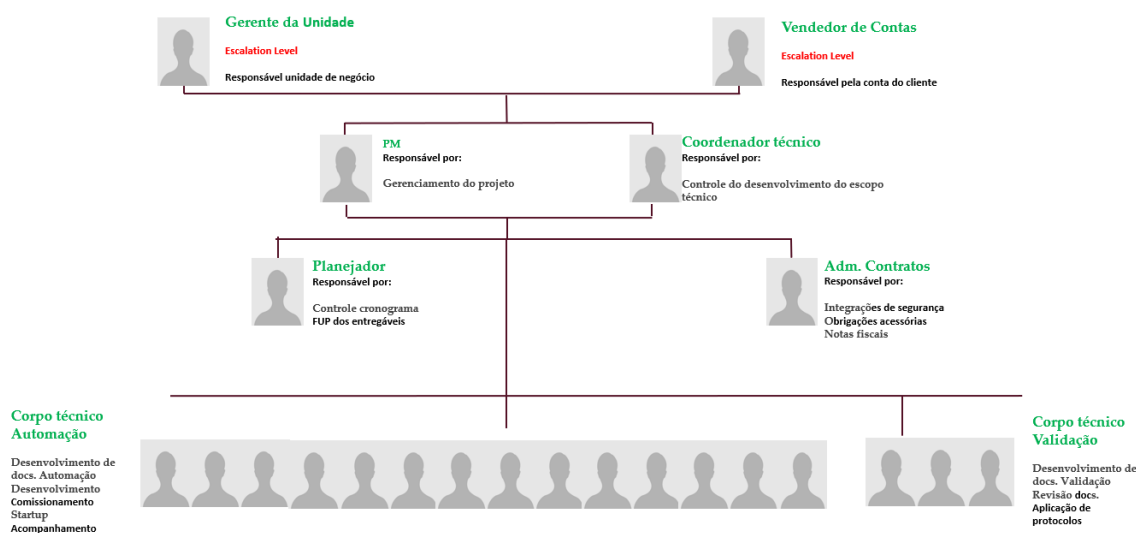 Gerente da Unidade
Escalation Level
Responsável unidade de negócio
Vendedor de Contas
Escalation Level
Responsável pela conta do cliente
PM
Responsável por:
Gerenciamento do projeto
Coordenador técnico
Responsável por:
Controle do desenvolvimento do escopo
técnico
Planejador
Responsável por:
Controle cronograma
FUP dos entregáveis
Adm. Contratos
Responsável por:
Integrações de segurança
Obrigações acessórias
Notas fiscais
Corpo técnico
Automação
Desenvolvimento de
docs. Automação
Desenvolvimento
Comissionamento
Startup
Acompanhamento
Corpo técnico
Validação
Desenvolvimento de
docs. Validação
Revisão docs.
Aplicação de
protocolos